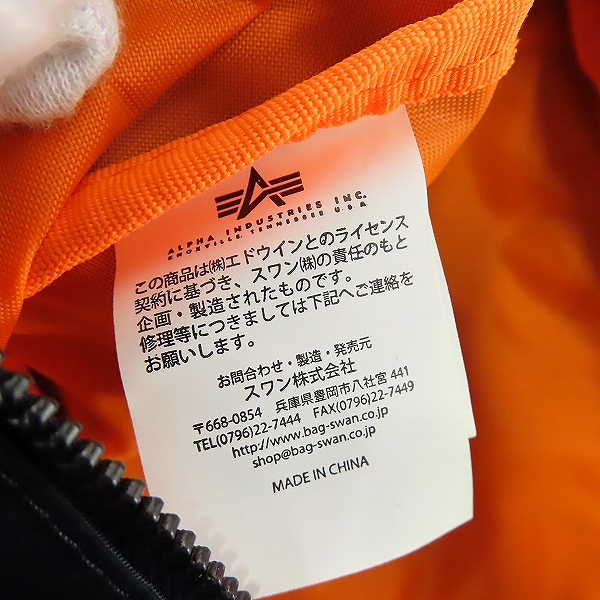 ALPHA INDUSTRIES INC.
KNOXVILLE, TENNESSEE U.S.A
この商品は㈱エドウインとのライセンス
契約に基づき、スワン㈱の責任のもと
企画・製造されたものです。
修理等につきましては下記へご連絡を
お願いします。
お問合わせ・製造・発売元
スワン株式会社
〒668-0854 兵庫県豊岡市八社宮 441
TEL(0796)22-7444 FAX(0796)22-7449
http://www.bag-swan.co.jp
shop@bag-swan.co.jp
MADE IN CHINA